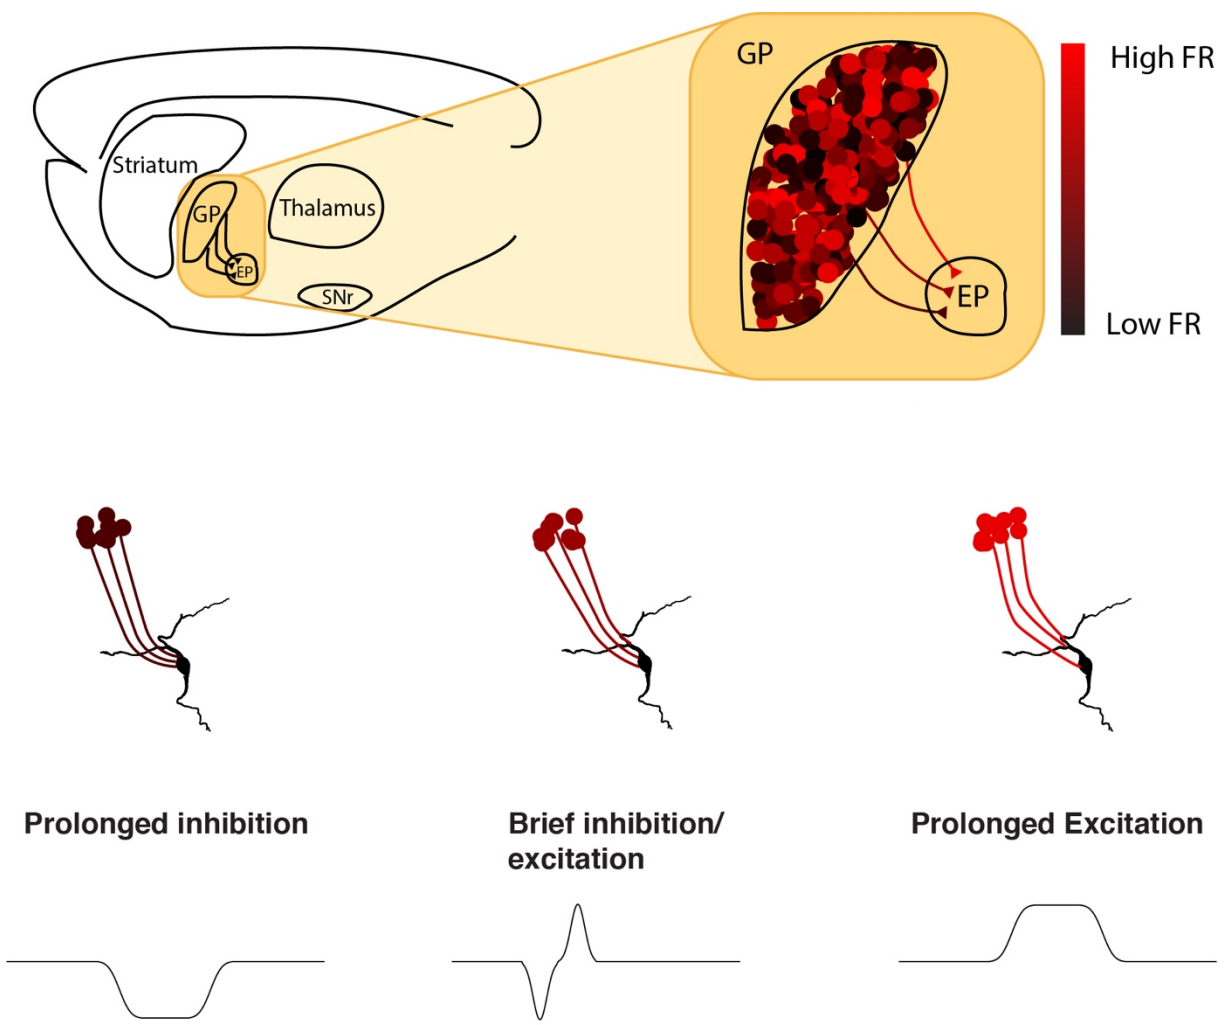 GP
High FR
Striatum
GP
Thalamus
EP
SNr
EP
Low FR
Prolonged inhibition
Brief inhibition/
excitation
Prolonged Excitation